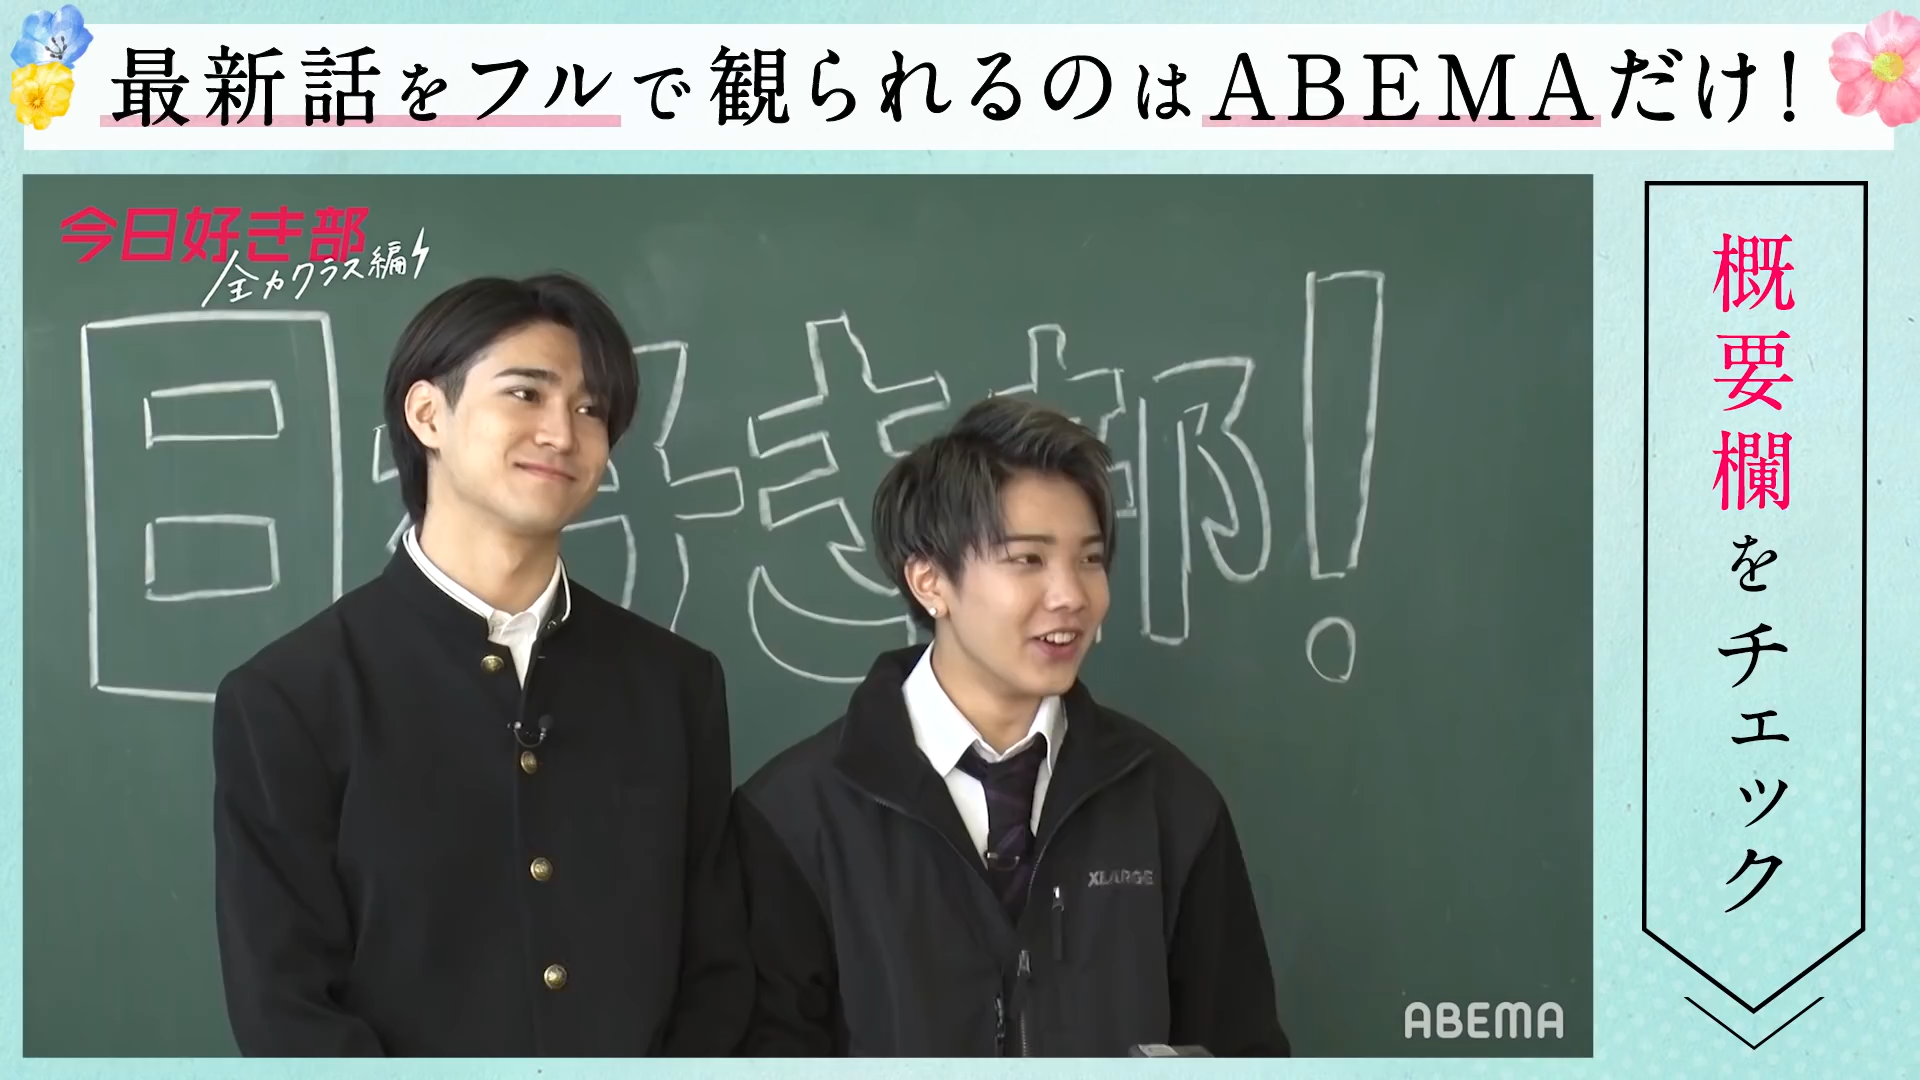 最新話をフルで観られるのはABEMAだけ!
今日好き部
全力クラス編
日好き部!
XLARGE
ABEMA
概要欄をチェック